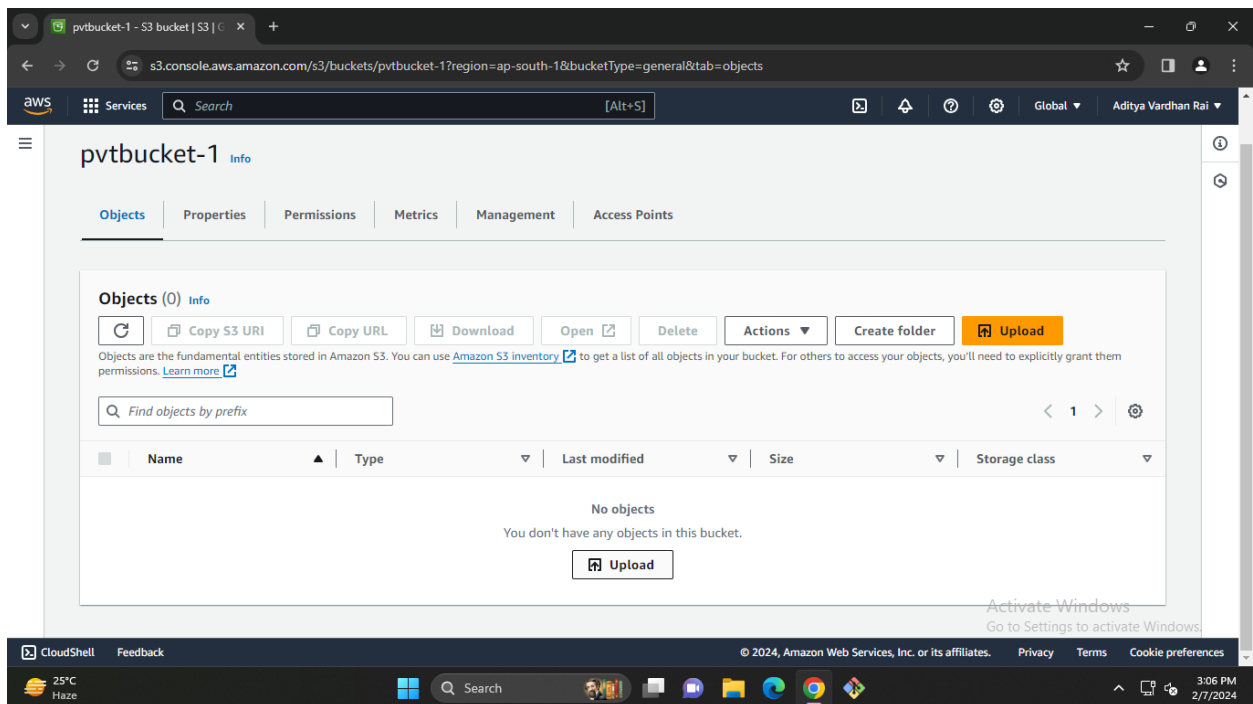 pvtbucket-1 - S3 bucket | S3 | G
s3.console.aws.amazon.com/s3/buckets/pvtbucket-1?region=ap-south-1&bucketType=general&tab=objects
aws Services Search [Alt+S] Global ▼ Aditya Vardhan Rai ▼
pvtbucket-1 Info
Objects Properties Permissions Metrics Management Access Points
Objects (0) Info
Copy S3 URI Copy URL Download Open Delete Actions ▼ Create folder Upload
Objects are the fundamental entities stored in Amazon S3. You can use Amazon S3 inventory to get a list of all objects in your bucket. For others to access your objects, you'll need to explicitly grant them
permissions. Learn more
Find objects by prefix 1
Name Type Last modified Size Storage class
No objects
You don't have any objects in this bucket.
Upload
Activate Windows
Go to Settings to activate Windows.
CloudShell Feedback © 2024, Amazon Web Services, Inc. or its affiliates. Privacy Terms Cookie preferences
25°C
Haze
Search
3:06 PM
2/7/2024